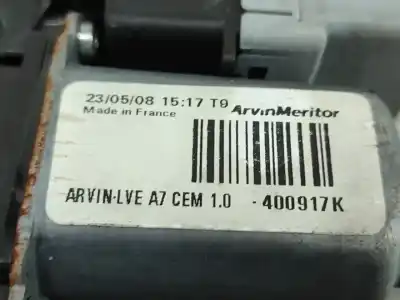 23/05/08 15:17 T9
Made in France
ArvinMeritor
ARVIN-LVE A7 CEM 1.0 - 400917K